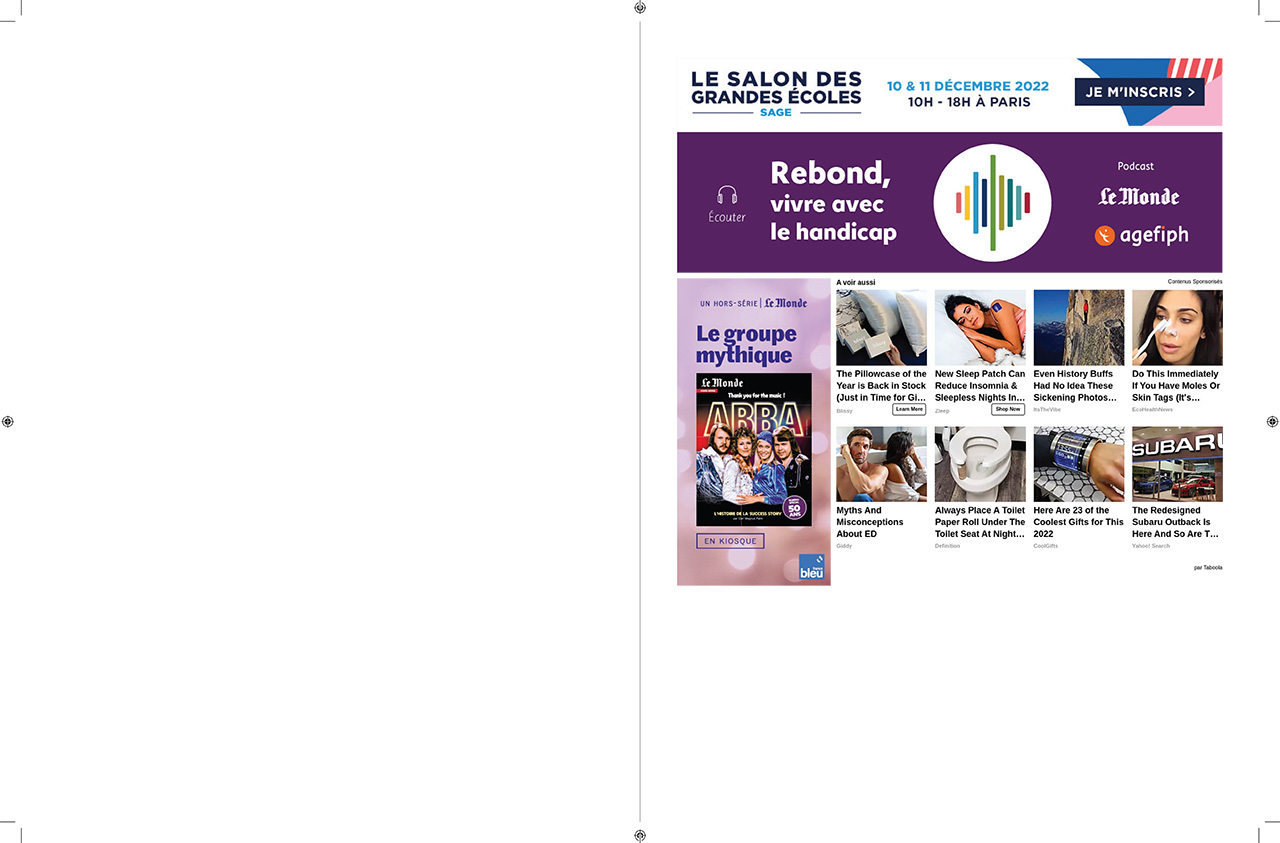 LE SALON DES
GRANDES ÉCOLES
SAGE
10 & 11 DÉCEMBRE 2022
10H - 18H À PARIS
JE M'INSCRIS >
Écouter
Rebond,
vivre avec
le handicap
Podcast
Le Monde
agefiph
UN HORS-SÉRIE | Le Monde
Le groupe
mythique
Le Monde
Thank you for the music !
ABBA
50
ANS
L'HISTOIRE DE LA SUCCESS STORY
EN KIOSQUE
france
bleu
A voir aussi
Contenus Sponsorisés
The Pillowcase of the
Year is Back in Stock
(Just in Time for Gi…
Blissy
Learn More
New Sleep Patch Can
Reduce Insomnia &
Sleepless Nights In…
Zleep
Shop Now
Even History Buffs
Had No Idea These
Sickening Photos…
ItsTheVibe
Do This Immediately
If You Have Moles Or
Skin Tags (It's…
EcoHealthNews
SUBARU
Myths And
Misconceptions
About ED
Giddy
Always Place A Toilet
Paper Roll Under The
Toilet Seat At Night…
Definition
Here Are 23 of the
Coolest Gifts for This
2022
CoolGifts
The Redesigned
Subaru Outback Is
Here And So Are T…
Yahoo! Search
par Taboola